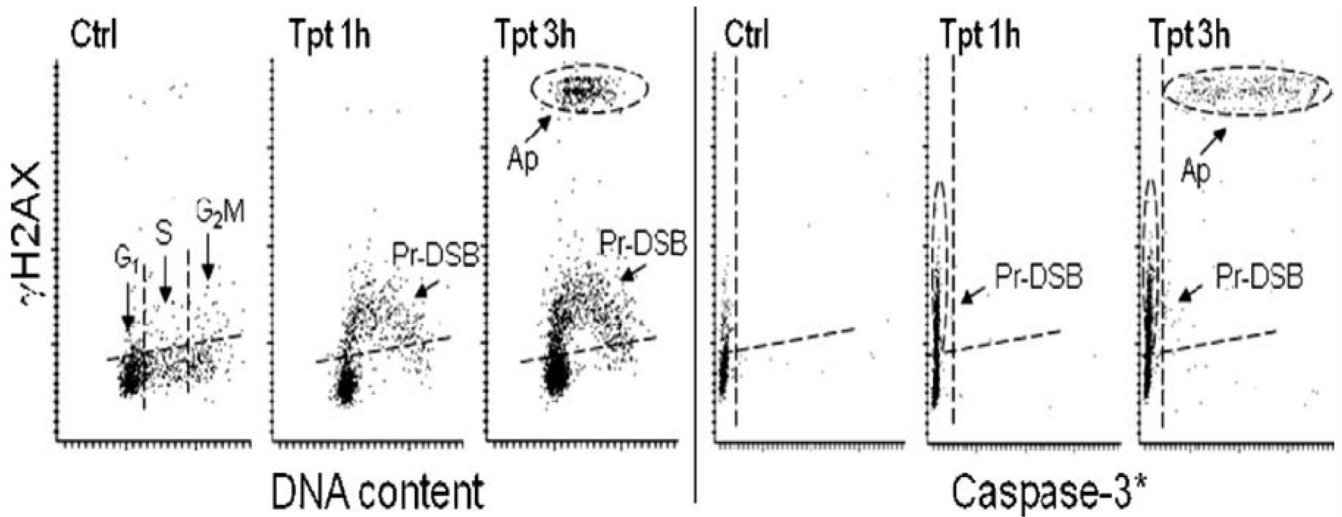 Ctrl
Tpt 1h
Tpt 3h
Ctrl
Tpt 1h
Tpt 3h
γH2AX
G₁
S
G₂M
Pr-DSB
Ap
Pr-DSB
Pr-DSB
Ap
Pr-DSB
DNA content
Caspase-3*